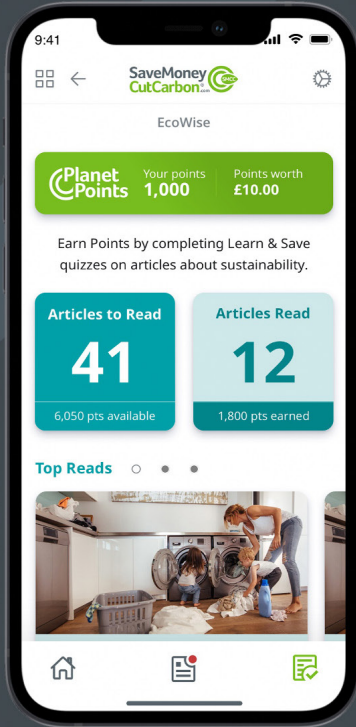 9:41
SaveMoney
CutCarbon
.com
SMCC
EcoWise
Planet
Points
Your points
1,000
Points worth
£10.00
Earn Points by completing Learn & Save
quizzes on articles about sustainability.
Articles to Read
41
6,050 pts available
Articles Read
12
1,800 pts earned
Top Reads